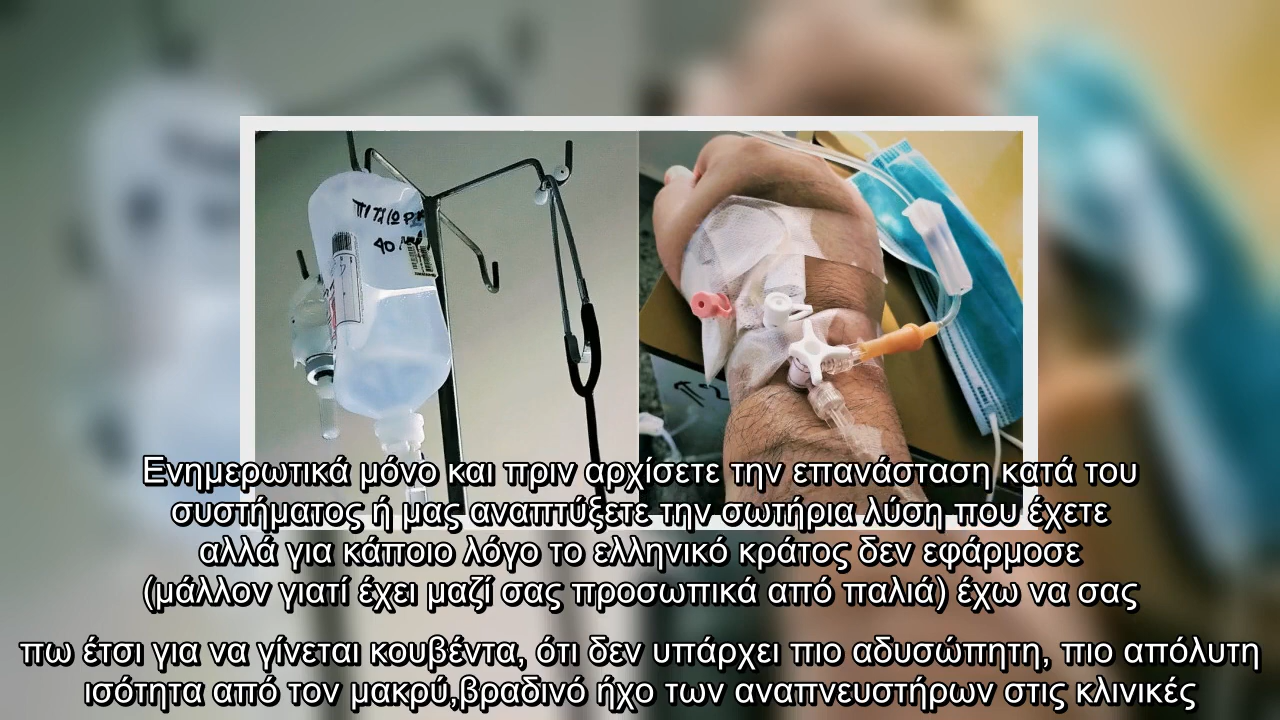 Ενημερωτικά μόνο και πριν αρχίσετε την επανάσταση κατά του
συστήματος ή μας αναπτύξετε την σωτήρια λύση που έχετε
αλλά για κάποιο λόγο το ελληνικό κράτος δεν εφάρμοσε
(μάλλον γιατί έχει μαζί σας προσωπικά από παλιά) έχω να σας
πω έτσι για να γίνεται κουβέντα, ότι δεν υπάρχει πιο αδυσώπητη, πιο απόλυτη
ισότητα από τον μακρύ,βραδινό ήχο των αναπνευστήρων στις κλινικές